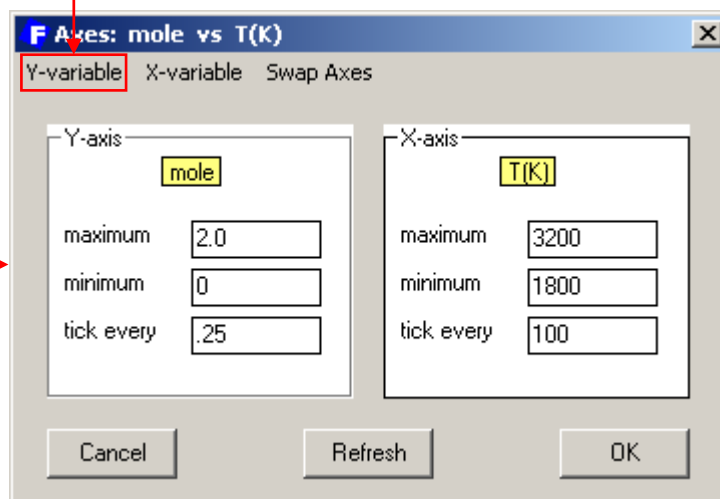 F Axes: mole vs T(K)
Y-variable X-variable Swap Axes
Y-axis
mole
maximum 2.0
minimum 0
tick every .25
X-axis
T(K)
maximum 3200
minimum 1800
tick every 100
Cancel Refresh OK